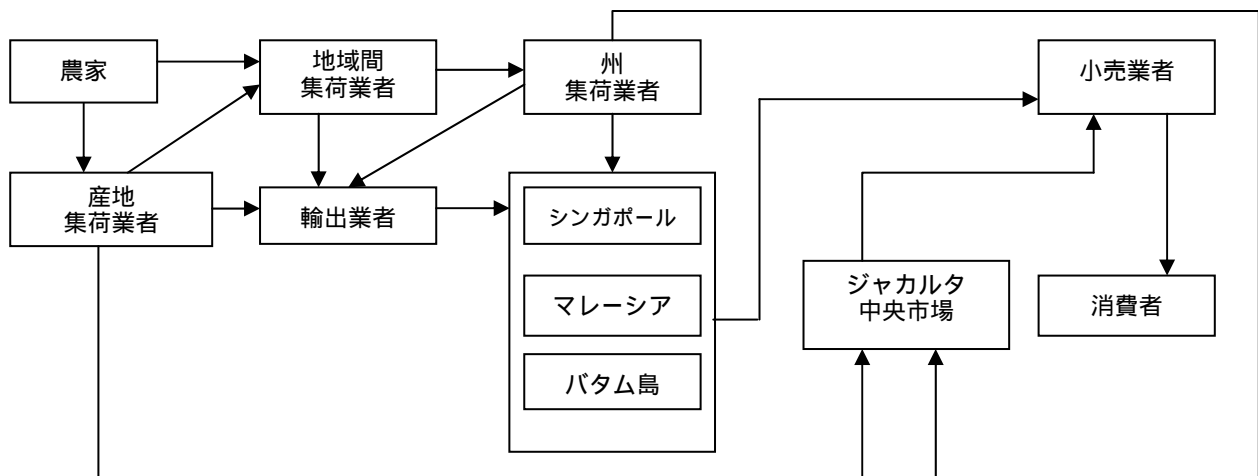 農家
地域間
集荷業者
州
集荷業者
小売業者
産地
集荷業者
輸出業者
シンガポール
マレーシア
バタム島
ジャカルタ
中央市場
消費者